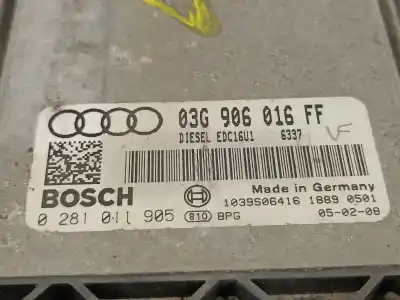 03G 906 016 FF
DIESEL EDC16U1 6337
VF
BOSCH
Made in Germany
0 281 011 905 810 BPG
1039S06416 1889 0501
05-02-08